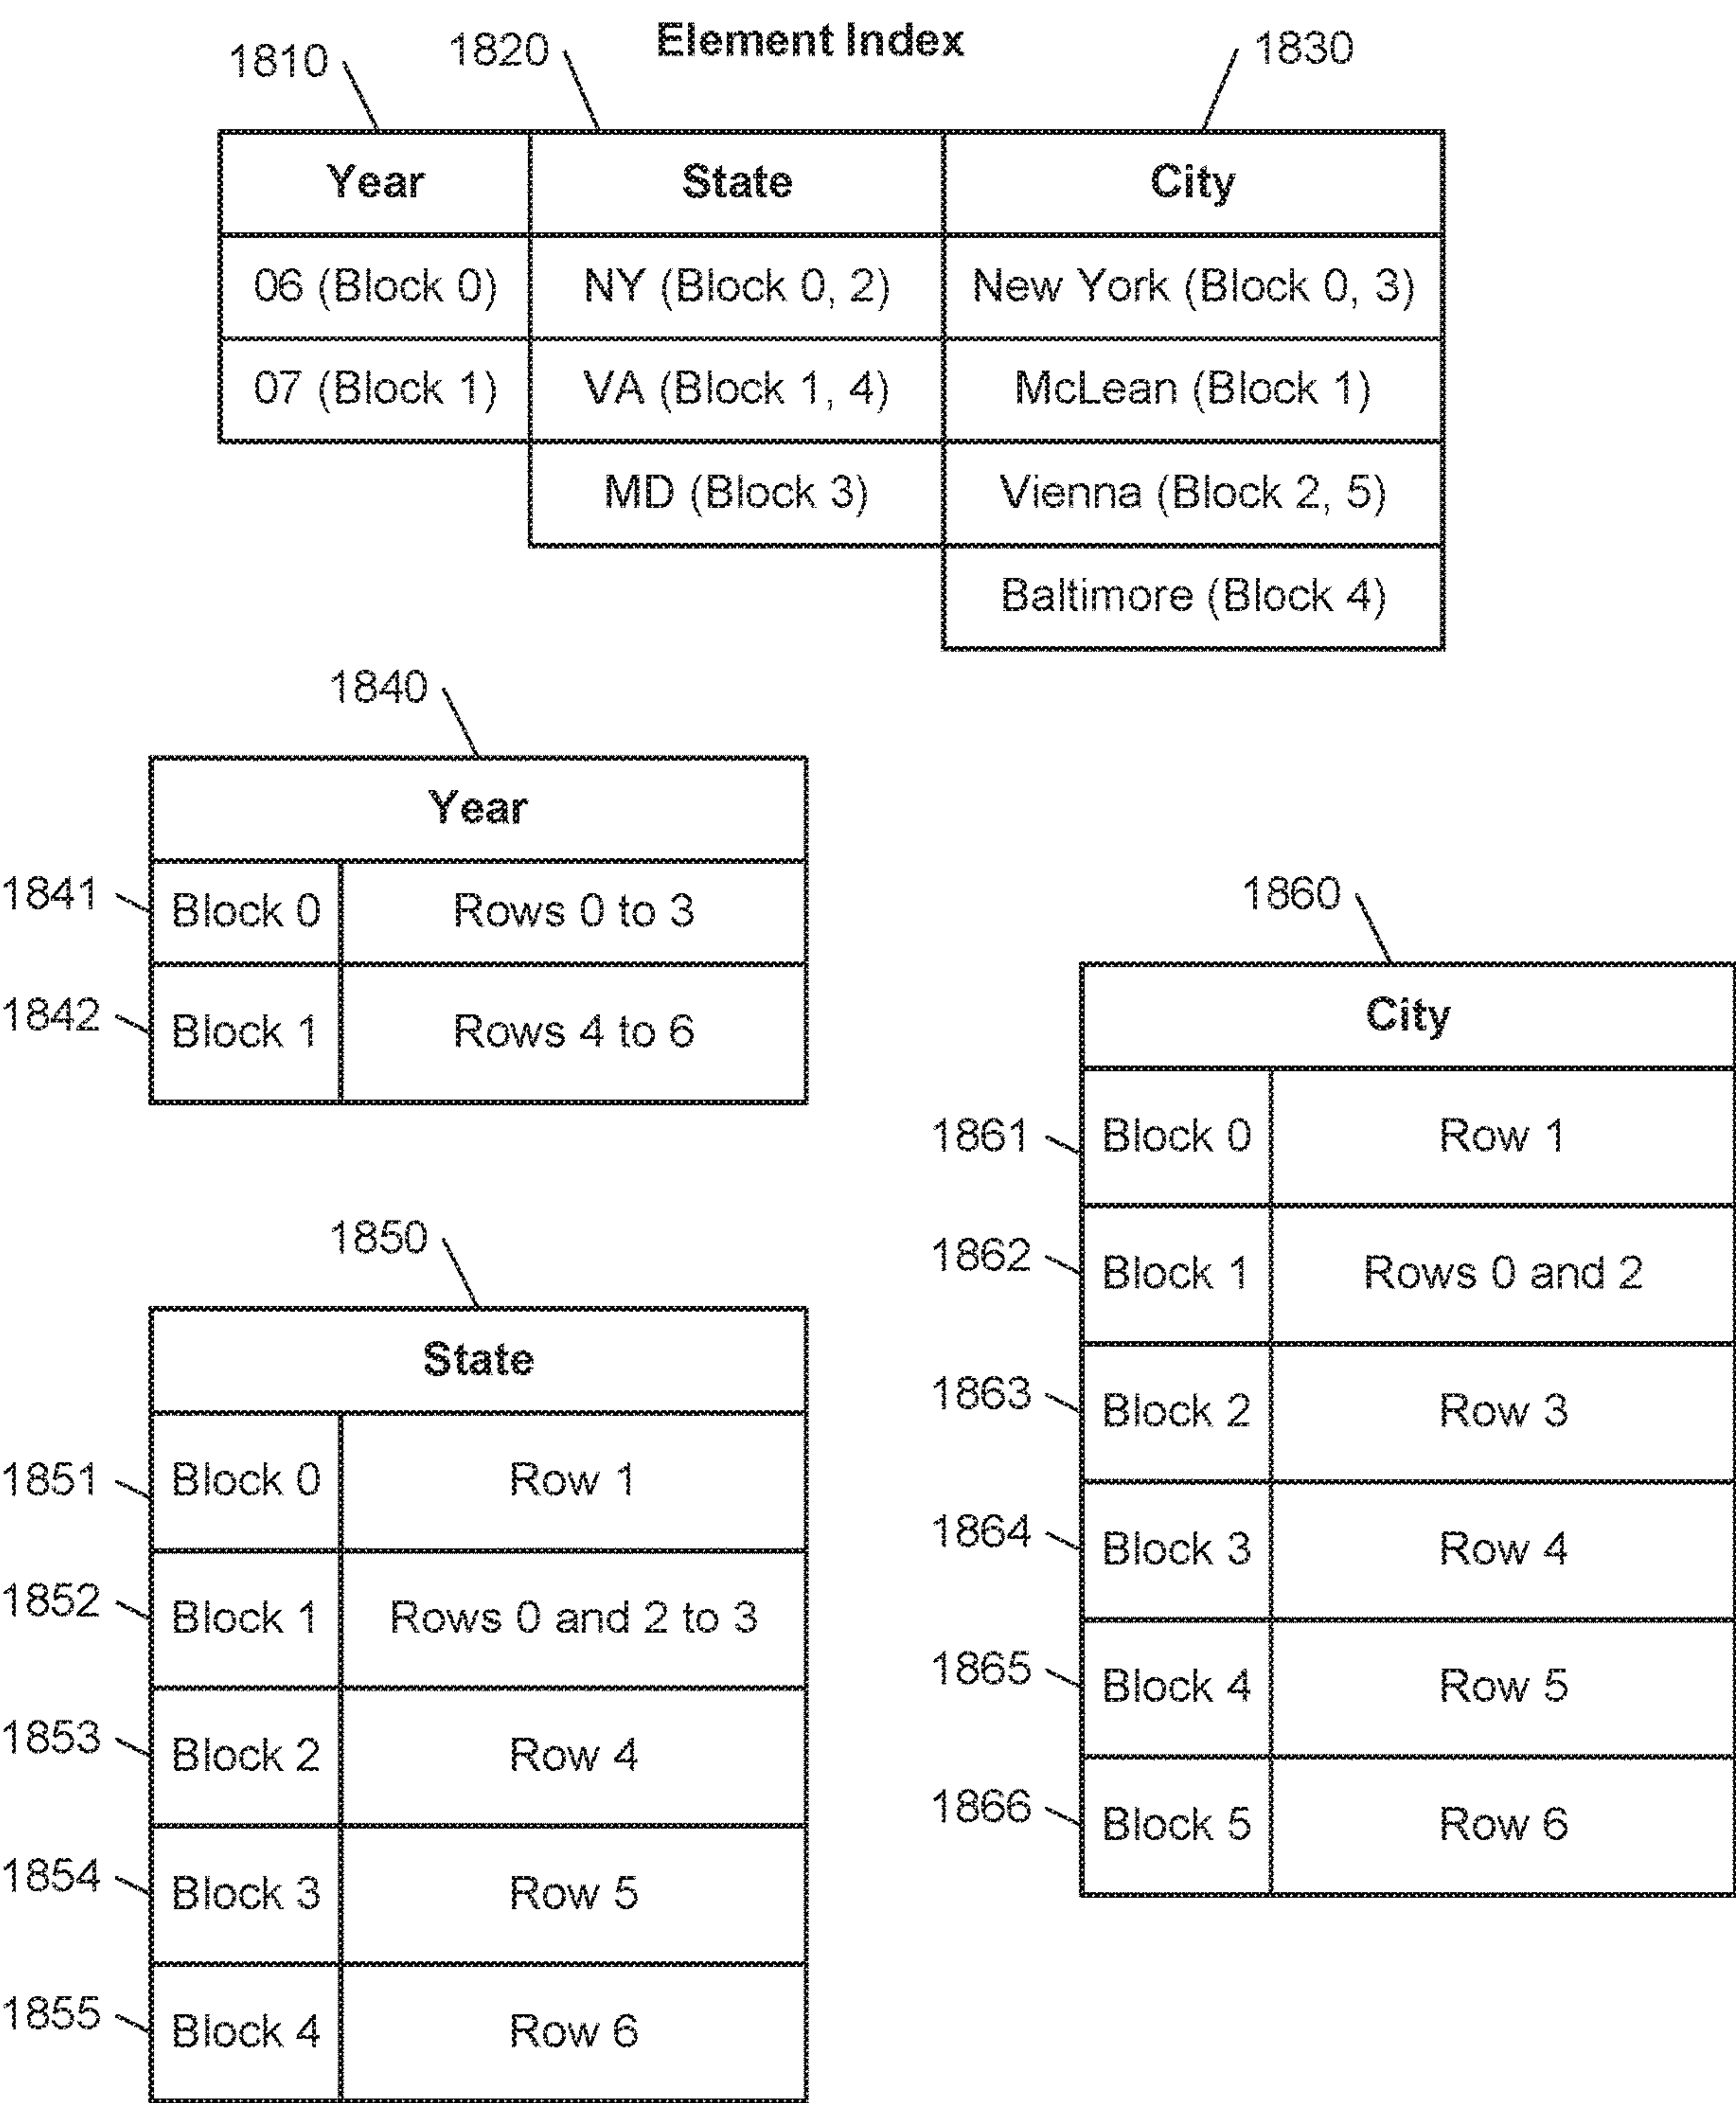 Element Index
1810
1820
1830
Year State City
06 (Block 0) NY (Block 0, 2) New York (Block 0, 3)
07 (Block 1) VA (Block 1, 4) McLean (Block 1)
MD (Block 3) Vienna (Block 2, 5)
Baltimore (Block 4)
1840
Year
1841 Block 0 Rows 0 to 3
1842 Block 1 Rows 4 to 6
1850
State
1851 Block 0 Row 1
1852 Block 1 Rows 0 and 2 to 3
1853 Block 2 Row 4
1854 Block 3 Row 5
1855 Block 4 Row 6
1860
City
1861 Block 0 Row 1
1862 Block 1 Rows 0 and 2
1863 Block 2 Row 3
1864 Block 3 Row 4
1865 Block 4 Row 5
1866 Block 5 Row 6